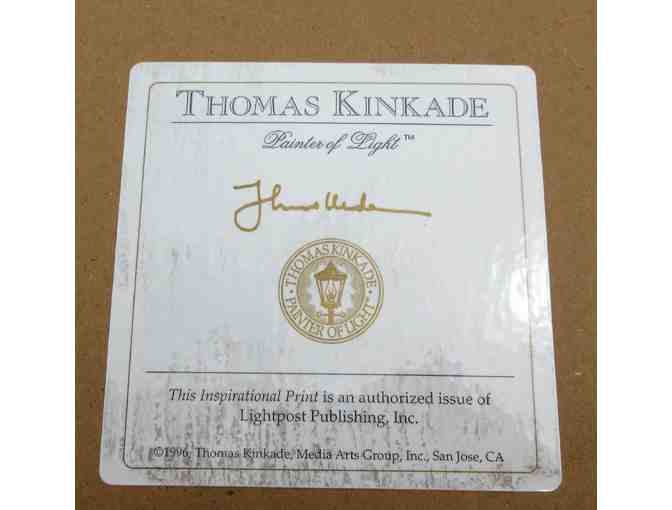 THOMAS KINKADE
Painter of Light™
THOMAS KINKADE
PAINTER OF LIGHT
This Inspirational Print is an authorized issue of
Lightpost Publishing, Inc.
©1996, Thomas Kinkade, Media Arts Group, Inc., San Jose, CA